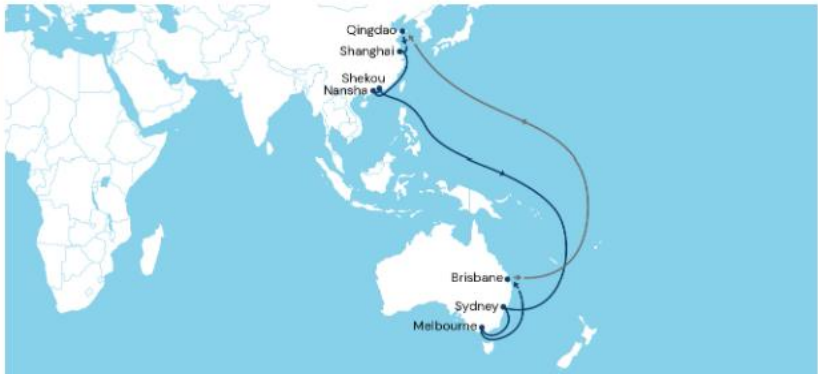 Qingdao
Shanghai
Shekou
Nansha
Brisbane
Sydney
Melbourne